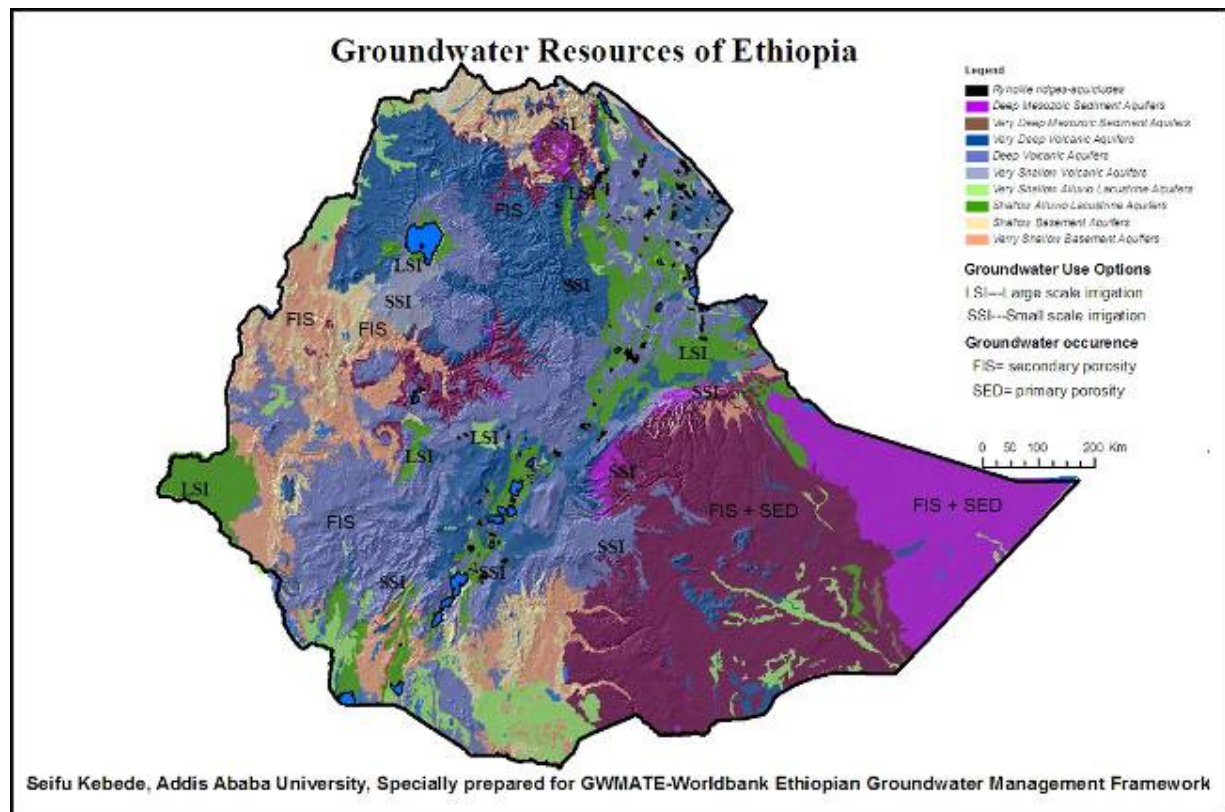 Groundwater Resources of Ethiopia
Legend
Ryholite ridges-aquicludes
Deep Mesozoic Sediment Aquifers
Very Deep Mesozoic Sediment Aquifers
Very Deep Volcanic Aquifers
Deep Volcanic Aquifers
Very Shallow Volcanic Aquifers
Very Shallow Alluvo Lacustrine Aquifers
Shallow Alluvo Lacustrine Aquifers
Shallow Basement Aquifers
Verry Shallow Basement Aquifers
Groundwater Use Options
LSI---Large scale irrigation
SSI---Small scale irrigation
Groundwater occurence
FIS= secondary porosity
SED= primary porosity
0 50 100 200 Km
SSI
LSI
FIS
LSI
SSI
SSI
FIS
FIS
LSI
SSI
LSI
LSI
SSI
LSI
FIS + SED
FIS + SED
FIS
SSI
SSI
SSI
Seifu Kebede, Addis Ababa University, Specially prepared for GWMATE-Worldbank Ethiopian Groundwater Management Framework